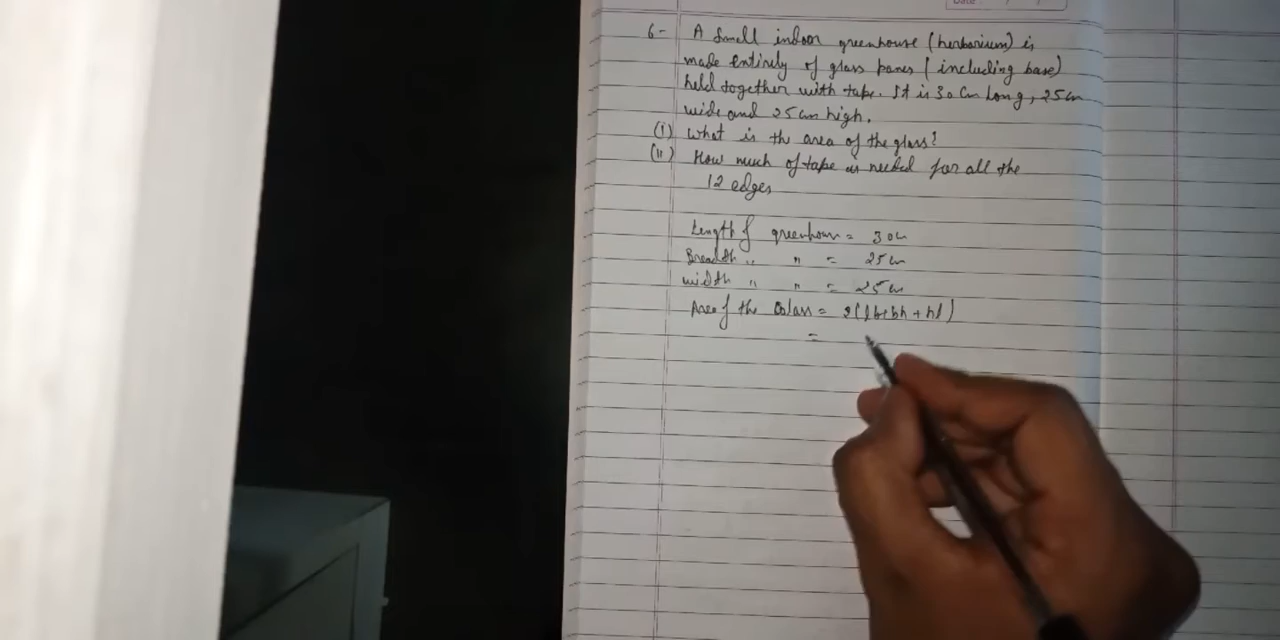 Date
6- A small indoor greenhouse (herbarium) is
made entirely of glass panes (including base)
held together with tape. It is 30 cm long, 25 cm
wide and 25 cm high.
(i) What is the area of the glass?
(ii) How much of tape is needed for all the
12 edges
Length of greenhouse = 30 cm
Breadth " " = 25 cm
width " " = 25 cm
Area of the Glass = 2(lb+bh+hl)
=